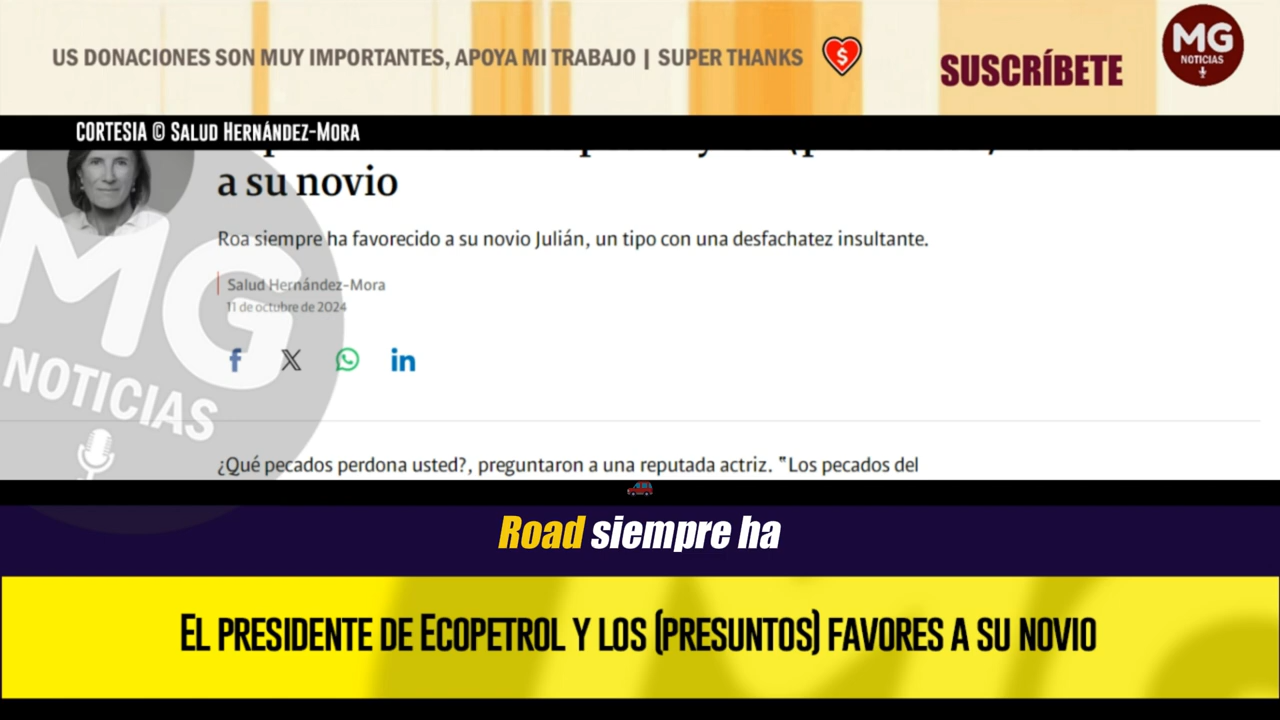 US DONACIONES SON MUY IMPORTANTES, APOYA MI TRABAJO | SUPER THANKS
SUSCRÍBETE
MG
NOTICIAS
CORTESIA © SALUD HERNÁNDEZ-MORA
a su novio
Roa siempre ha favorecido a su novio Julián, un tipo con una desfachatez insultante.
Salud Hernández-Mora
11 de octubre de 2024
MG
NOTICIAS
¿Qué pecados perdona usted?, preguntaron a una reputada actriz. "Los pecados del
Road siempre ha
EL PRESIDENTE DE ECOPETROL Y LOS (PRESUNTOS) FAVORES A SU NOVIO